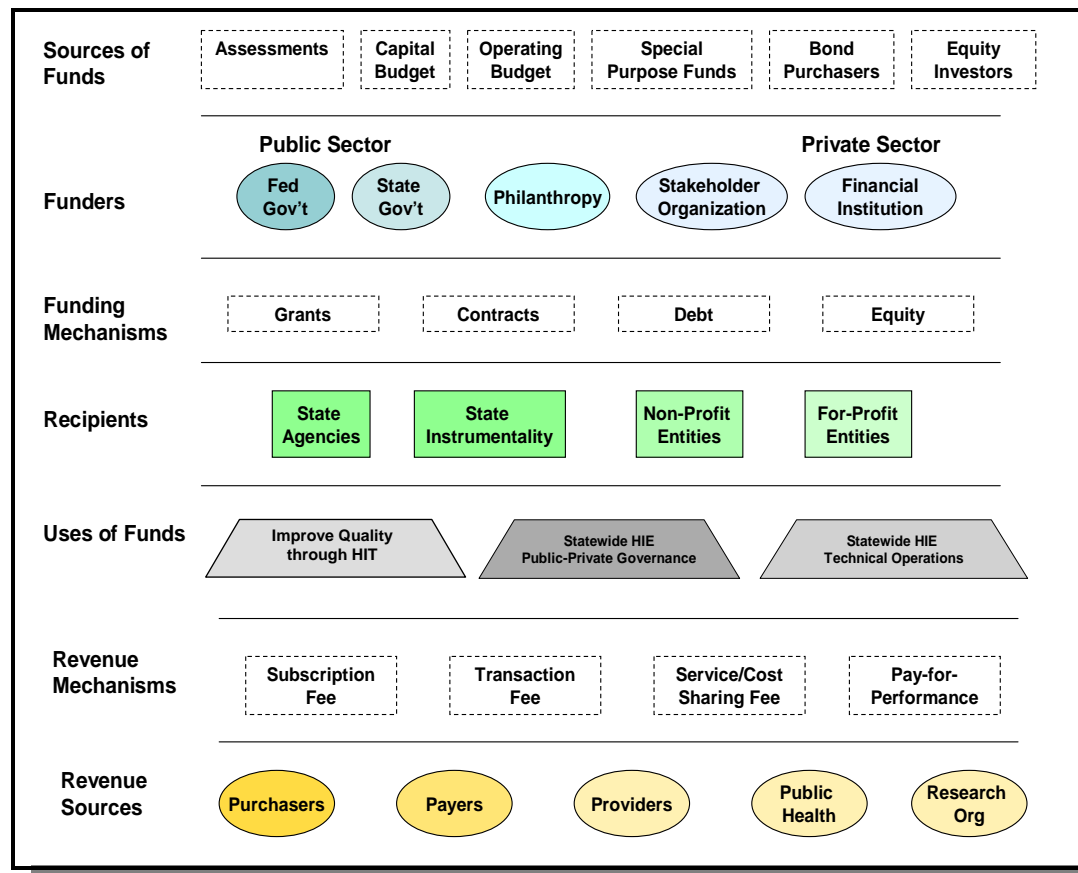 Sources of
Funds
Assessments
Capital
Budget
Operating
Budget
Special
Purpose Funds
Bond
Purchasers
Equity
Investors
Public Sector
Private Sector
Funders
Fed
Gov't
State
Gov't
Philanthropy
Stakeholder
Organization
Financial
Institution
Funding
Mechanisms
Grants
Contracts
Debt
Equity
Recipients
State
Agencies
State
Instrumentality
Non-Profit
Entities
For-Profit
Entities
Uses of Funds
Improve Quality
through HIT
Statewide HIE
Public-Private Governance
Statewide HIE
Technical Operations
Revenue
Mechanisms
Subscription
Fee
Transaction
Fee
Service/Cost
Sharing Fee
Pay-for-
Performance
Revenue
Sources
Purchasers
Payers
Providers
Public
Health
Research
Org